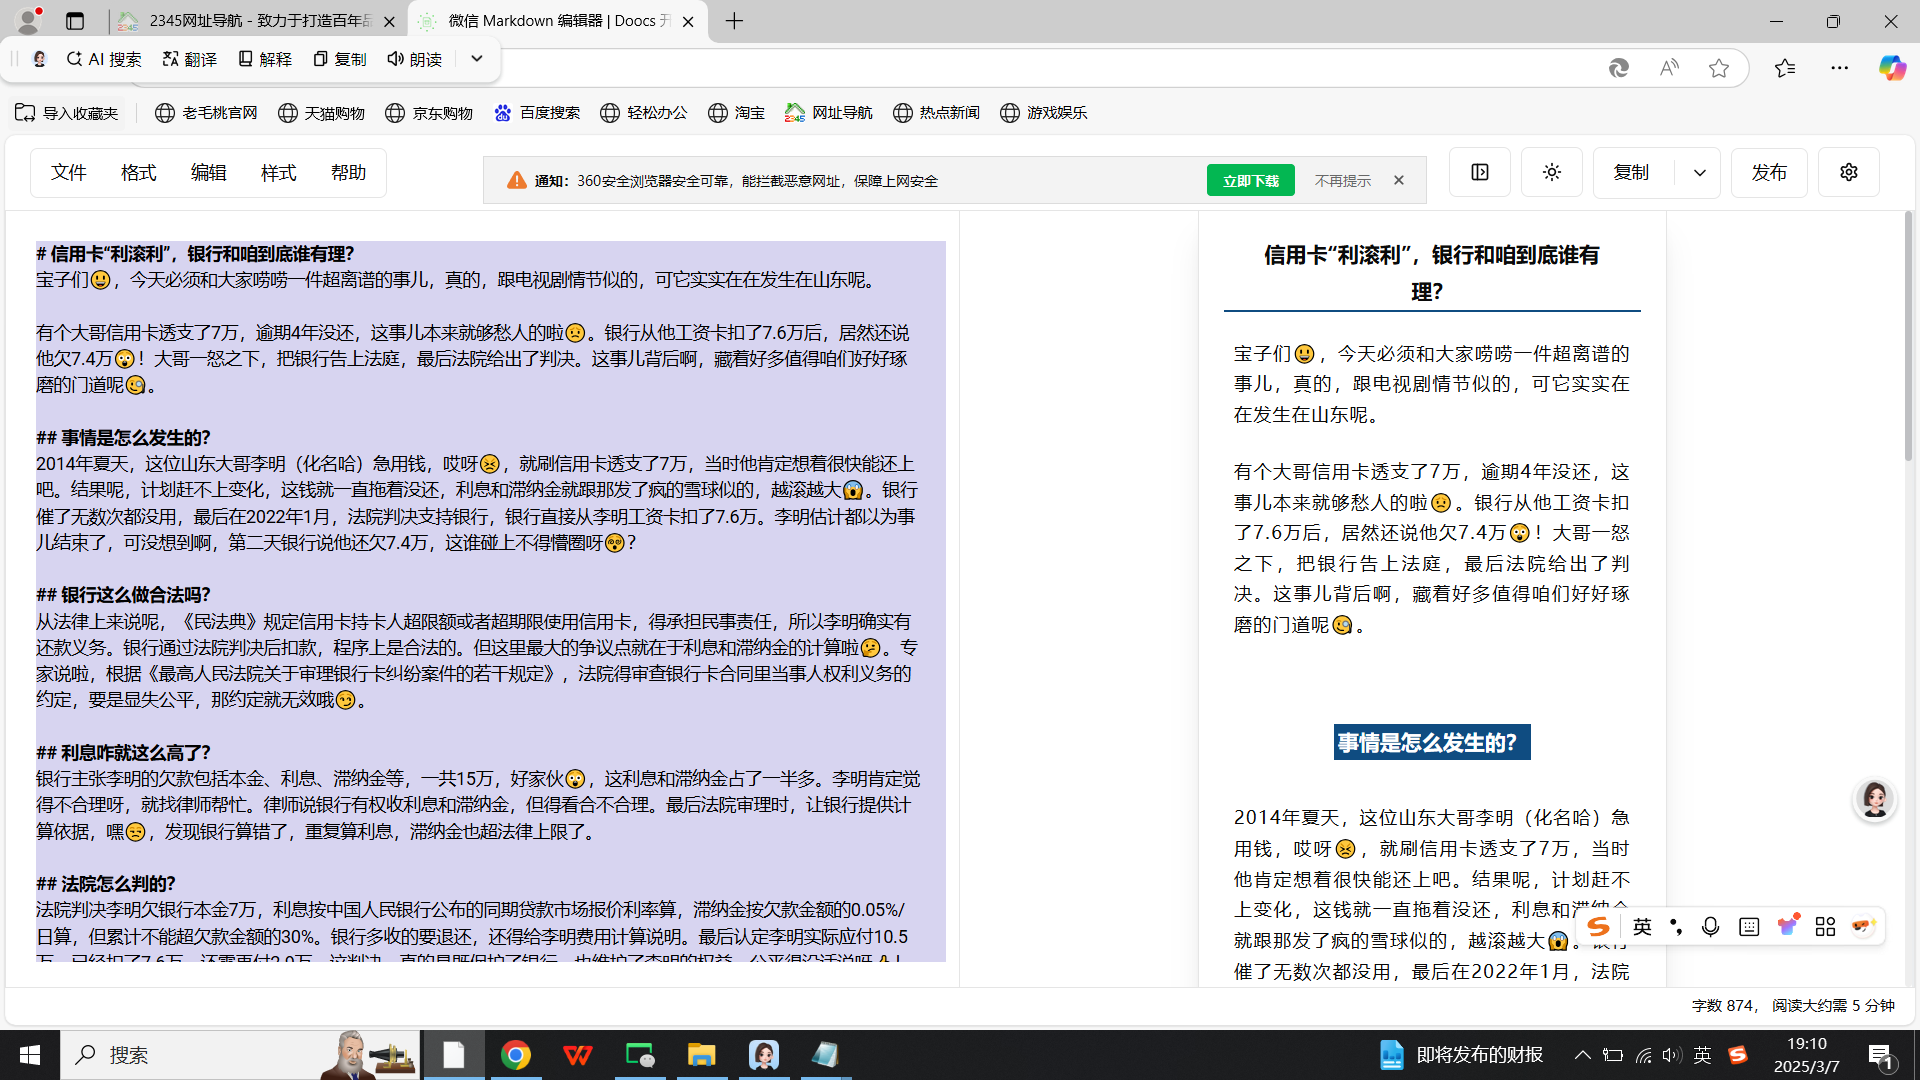 2345网址导航 - 致力于打造百年品
微信 Markdown 编辑器 | Doocs 开
AI 搜索
翻译
解释
复制
朗读
导入收藏夹
老毛桃官网
天猫购物
京东购物
百度搜索
轻松办公
淘宝
2345
网址导航
热点新闻
游戏娱乐
文件
格式
编辑
样式
帮助
通知：360安全浏览器安全可靠，能拦截恶意网址，保障上网安全
立即下载
不再提示
复制
发布
# 信用卡“利滚利”，银行和咱到底谁有理？
宝子们😀，今天必须和大家唠唠一件超离谱的事儿，真的，跟电视剧情节似的，可它实实在在发生在山东呢。
有个大哥信用卡透支了7万，逾期4年没还，这事儿本来就够愁人的啦😟。银行从他工资卡扣了7.6万后，居然还说
他欠7.4万😲！大哥一怒之下，把银行告上法庭，最后法院给出了判决。这事儿背后啊，藏着好多值得咱们好好琢
磨的门道呢🧐。
## 事情是怎么发生的？
2014年夏天，这位山东大哥李明（化名哈）急用钱，哎呀😣，就刷信用卡透支了7万，当时他肯定想着很快能还上
吧。结果呢，计划赶不上变化，这钱就一直拖着没还，利息和滞纳金就跟那发了疯的雪球似的，越滚越大😱。银行
催了无数次都没用，最后在2022年1月，法院判决支持银行，银行直接从李明工资卡扣了7.6万。李明估计都以为事
儿结束了，可没想到啊，第二天银行说他还欠7.4万，这谁碰上不得懵圈呀😵？
## 银行这么做合法吗？
从法律上来说呢，《民法典》规定信用卡持卡人超限额或者超期限使用信用卡，得承担民事责任，所以李明确实有
还款义务。银行通过法院判决后扣款，程序上是合法的。但这里最大的争议点就在于利息和滞纳金的计算啦🤔。专
家说啦，根据《最高人民法院关于审理银行卡纠纷案件的若干规定》，法院得审查银行卡合同里当事人权利义务的
约定，要是显失公平，那约定就无效哦😏。
## 利息咋就这么高了？
银行主张李明的欠款包括本金、利息、滞纳金等，一共15万，好家伙😲，这利息和滞纳金占了一半多。李明肯定觉
得不合理呀，就找律师帮忙。律师说银行有权收利息和滞纳金，但得看合不合理。最后法院审理时，让银行提供计
算依据，嘿😒，发现银行算错了，重复算利息，滞纳金也超法律上限了。
## 法院怎么判的？
法院判决李明欠银行本金7万，利息按中国人民银行公布的同期贷款市场报价利率算，滞纳金按欠款金额的0.05%/
日算，但累计不能超欠款金额的30%。银行多收的要退还，还得给李明费用计算说明。最后认定李明实际应付10.5
信用卡“利滚利”，银行和咱到底谁有
理？
宝子们😀，今天必须和大家唠唠一件超离谱的
事儿，真的，跟电视剧情节似的，可它实实在
在发生在山东呢。
有个大哥信用卡透支了7万，逾期4年没还，这
事儿本来就够愁人的啦😟。银行从他工资卡扣
了7.6万后，居然还说他欠7.4万😲！大哥一怒
之下，把银行告上法庭，最后法院给出了判
决。这事儿背后啊，藏着好多值得咱们好好琢
磨的门道呢🧐。
事情是怎么发生的？
2014年夏天，这位山东大哥李明（化名哈）急
用钱，哎呀😣，就刷信用卡透支了7万，当时
他肯定想着很快能还上吧。结果呢，计划赶不
上变化，这钱就一直拖着没还，利息和滞纳金
就跟那发了疯的雪球似的，越滚越大😱。银行
催了无数次都没用，最后在2022年1月，法院
英
字数 874， 阅读大约需 5 分钟
搜索
即将发布的财报
英
19:10
2025/3/7
1